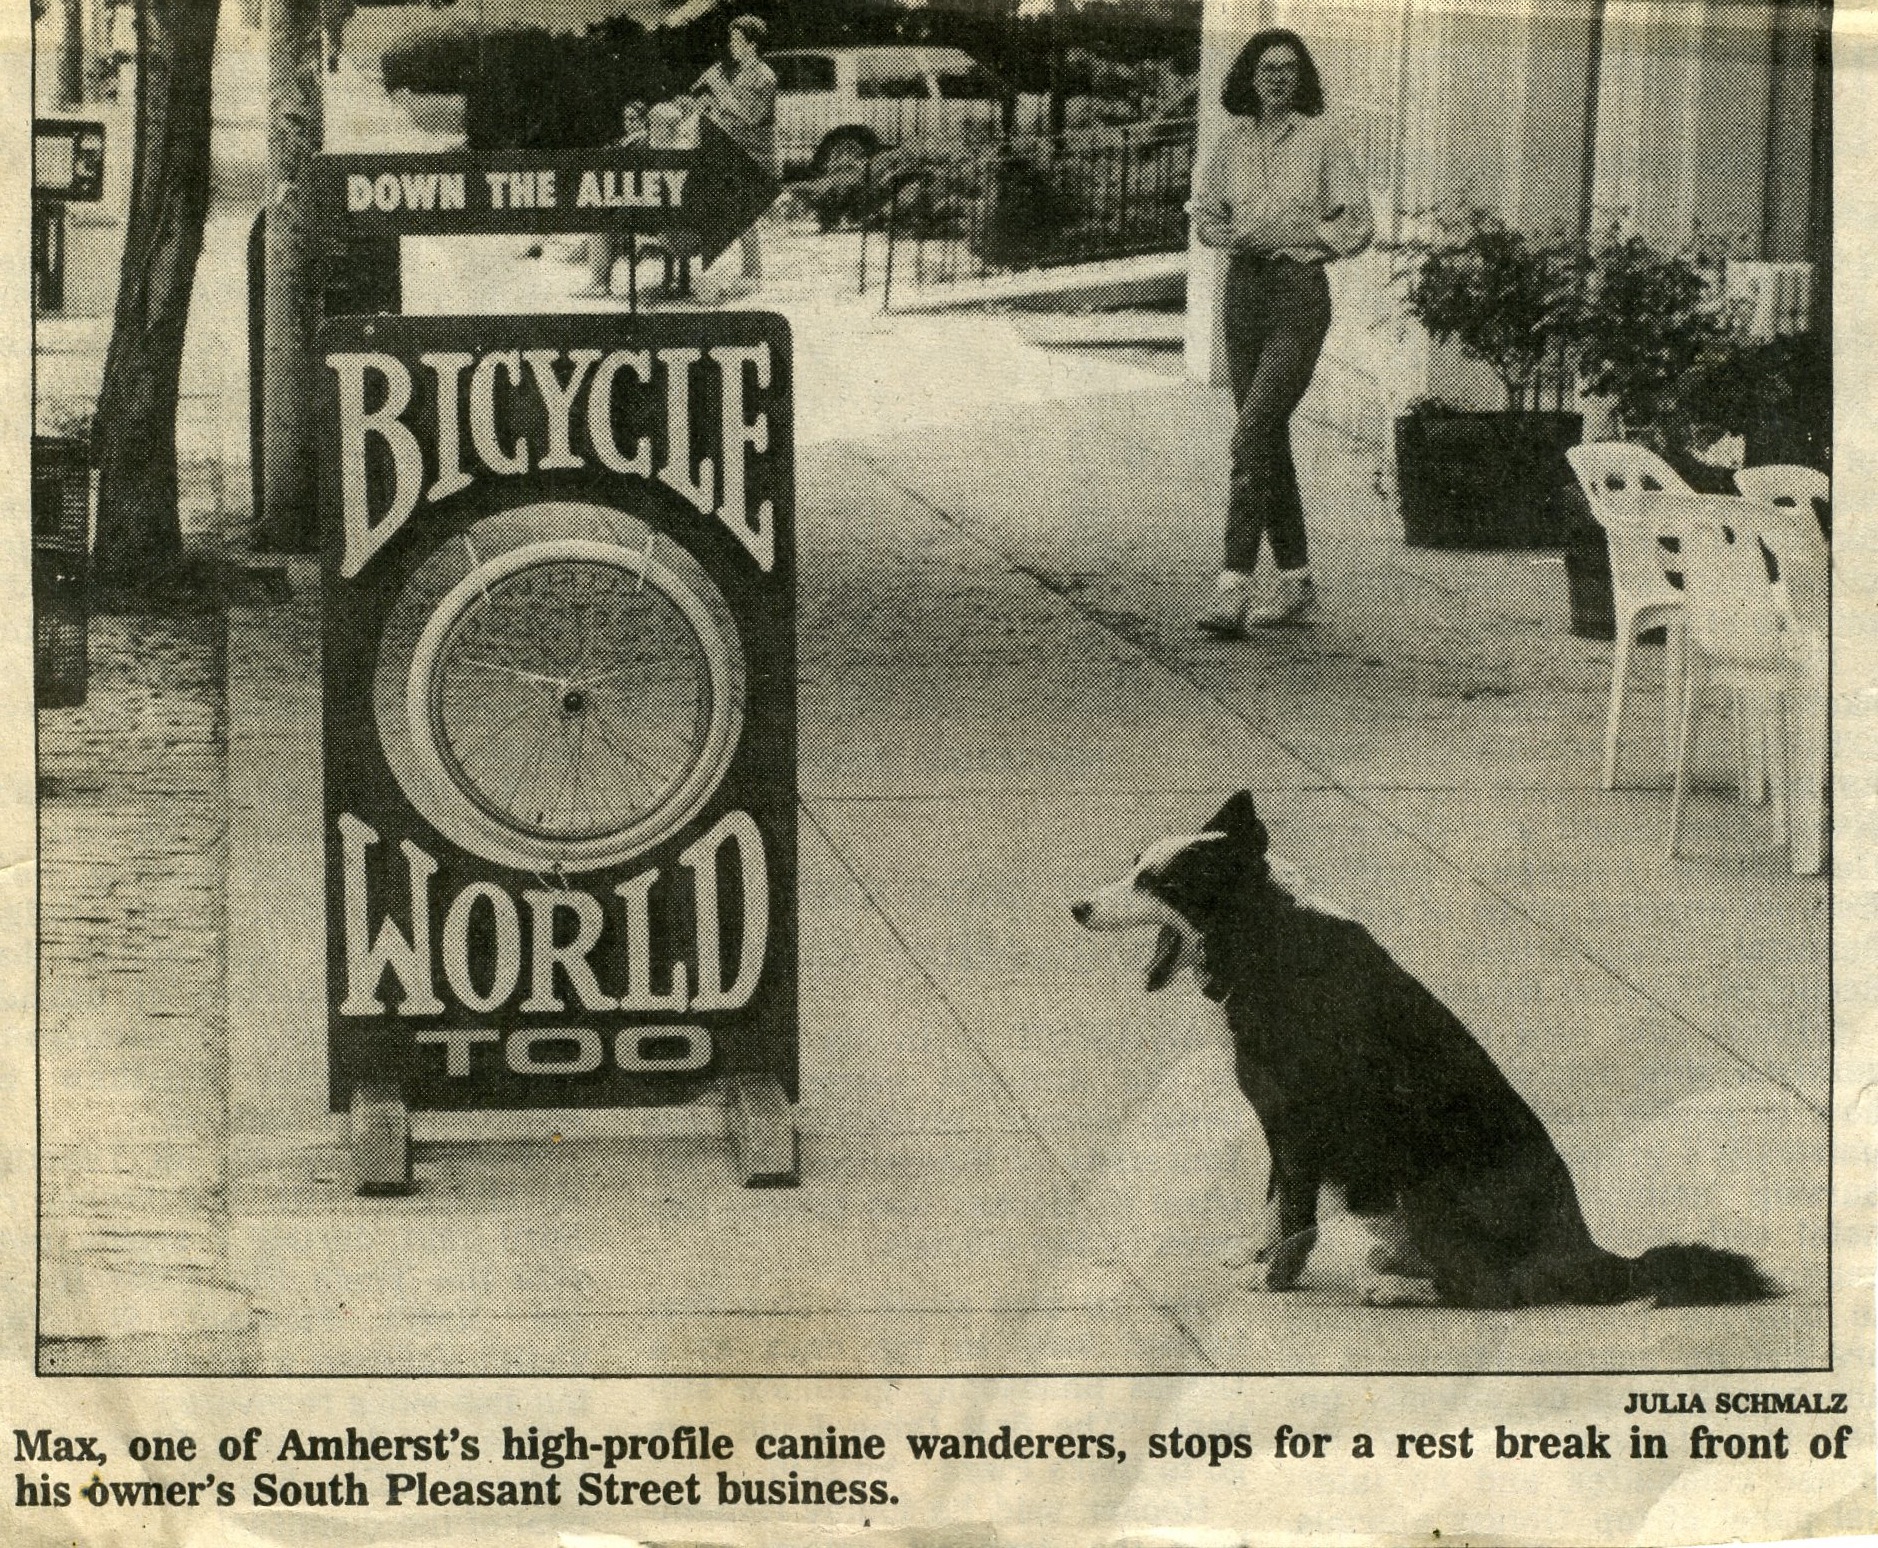 DOWN THE ALLEY
BICYCLE
WORLD
TOO
JULIA SCHMALZ
Max, one of Amherst's high-profile canine wanderers, stops for a rest break in front of
his owner's South Pleasant Street business.